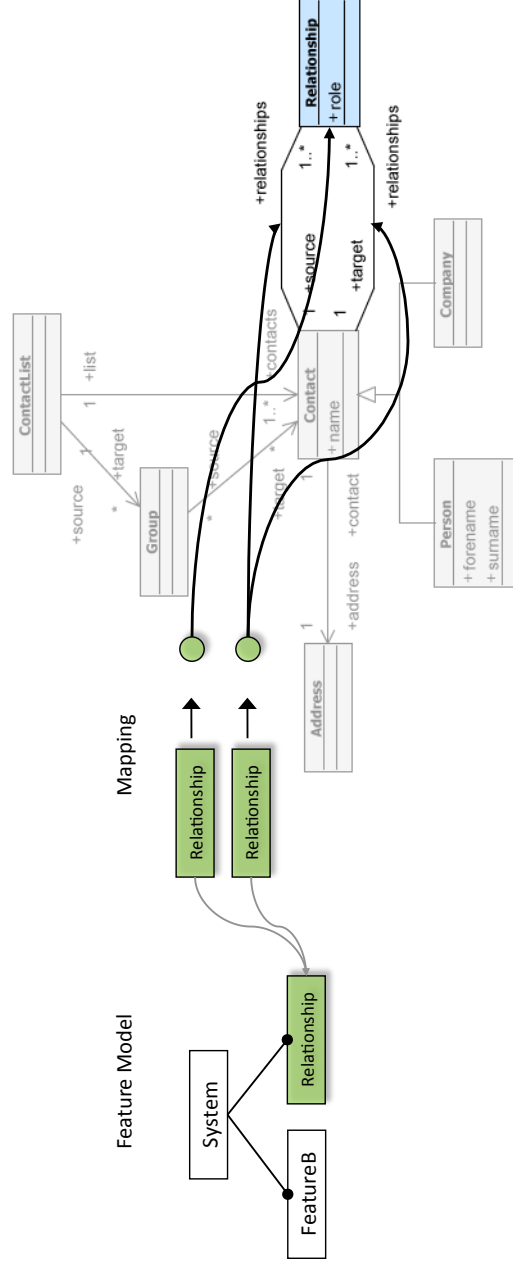 Feature Model
System
FeatureB
Relationship
Mapping
Relationship
Relationship
ContactList
+source
1
+target
*
1
+list
Group
*
+source
+target
*
1..*
+contacts
Contact
+ name
1
+source
1
+target
+relationships
1..*
1..*
+relationships
Relationship
+ role
1
+contact
1
+address
Address
Person
+ forename
+ surname
Company